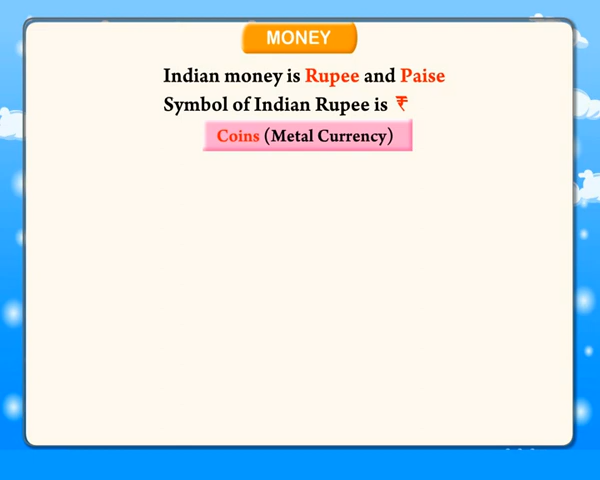 MONEY
Indian money is Rupee and Paise
Symbol of Indian Rupee is ₹
Coins (Metal Currency)